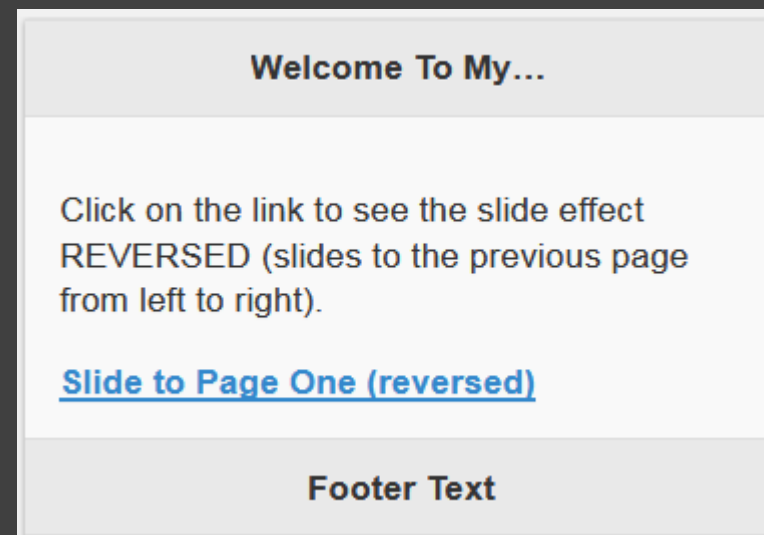 Welcome To My...
Click on the link to see the slide effect
REVERSED (slides to the previous page
from left to right).
Slide to Page One (reversed)
Footer Text